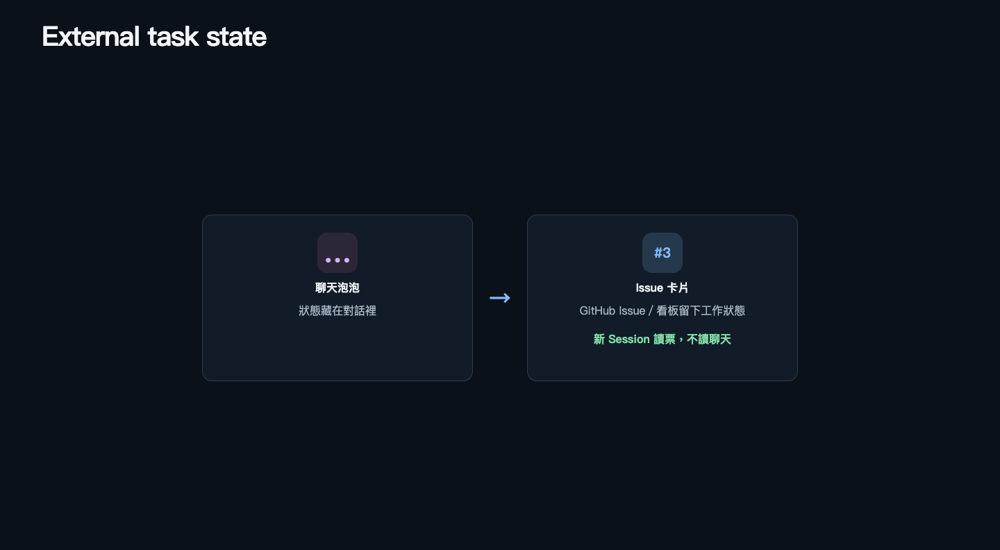 External task state
...
聊天泡泡
狀態藏在對話裡
→
#3
Issue 卡片
GitHub Issue / 看板留下工作狀態
新 Session 讀票，不讀聊天